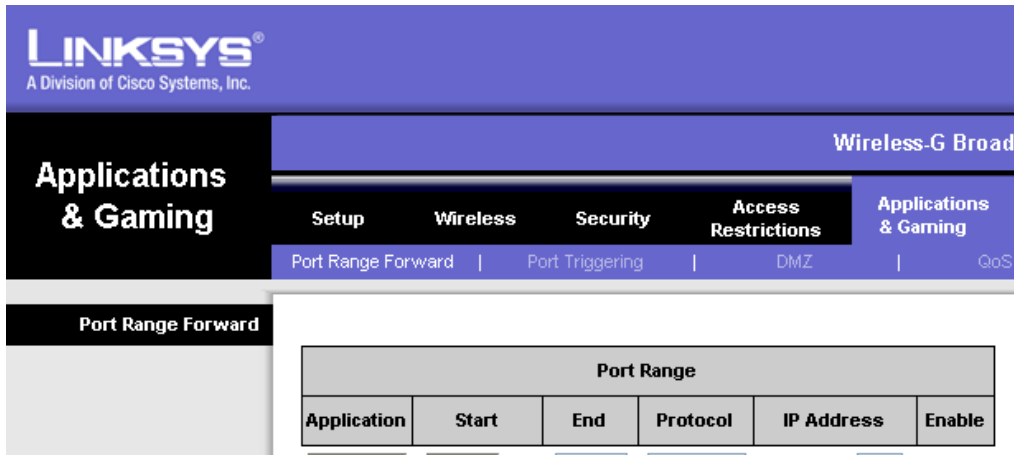 LINKSYS®
A Division of Cisco Systems, Inc.
Wireless-G Broad
Applications
& Gaming
Setup Wireless Security Access Restrictions Applications & Gaming
Port Range Forward | Port Triggering | DMZ | QoS
Port Range Forward
Port Range
Application Start End Protocol IP Address Enable